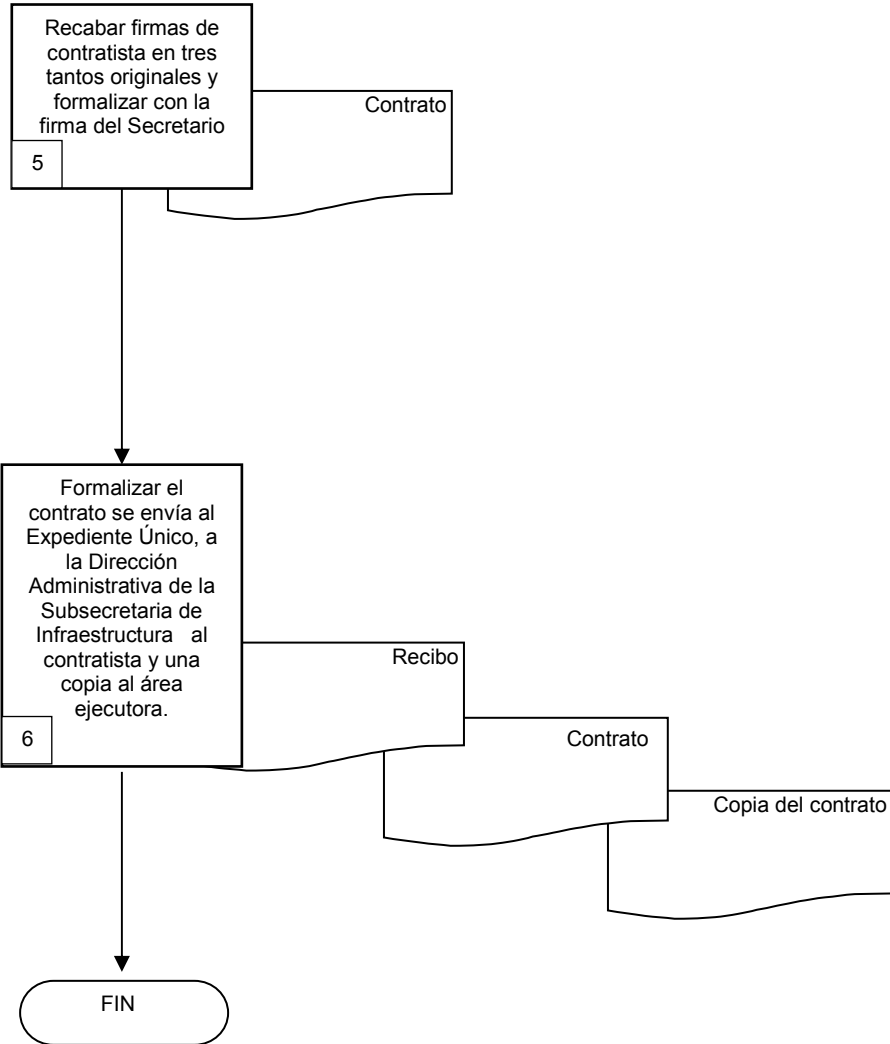 Recabar firmas de
contratista en tres
tantos originales y
formalizar con la
firma del Secretario
5
Contrato
Formalizar el
contrato se envía al
Expediente Único, a
la Dirección
Administrativa de la
Subsecretaria de
Infraestructura al
contratista y una
copia al área
ejecutora.
6
Recibo
Contrato
Copia del contrato
FIN